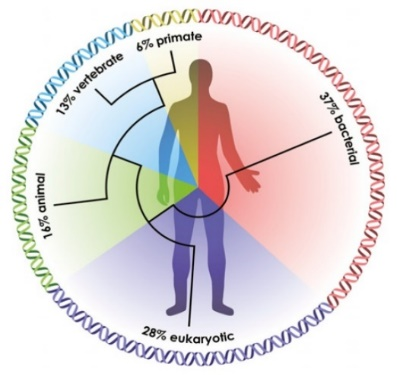 6% primate
13% vertebrate
37% bacterial
16% animal
28% eukaryotic